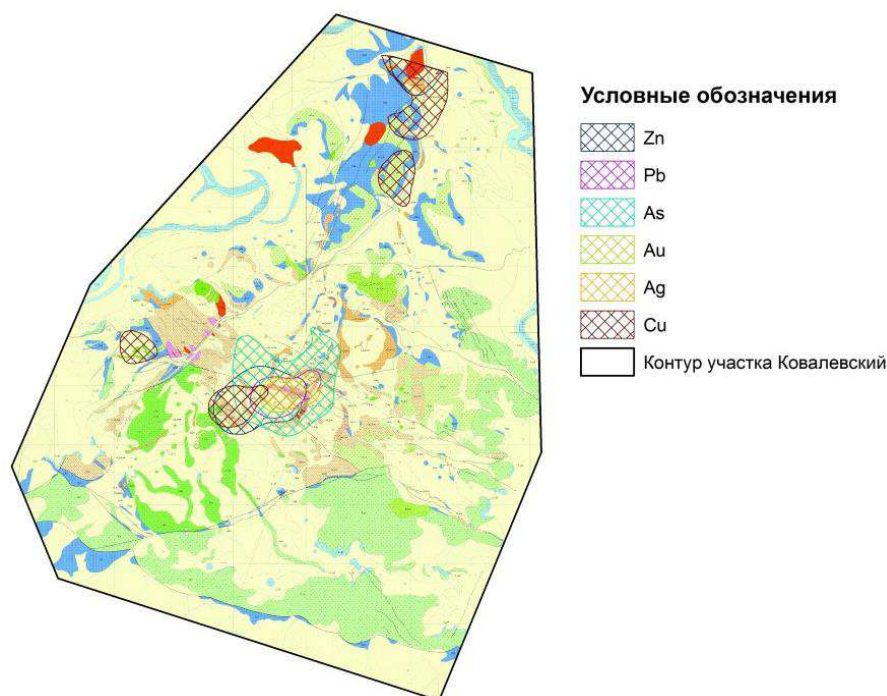 Условные обозначения
Zn
Pb
As
Au
Ag
Cu
Контур участка Ковалевский